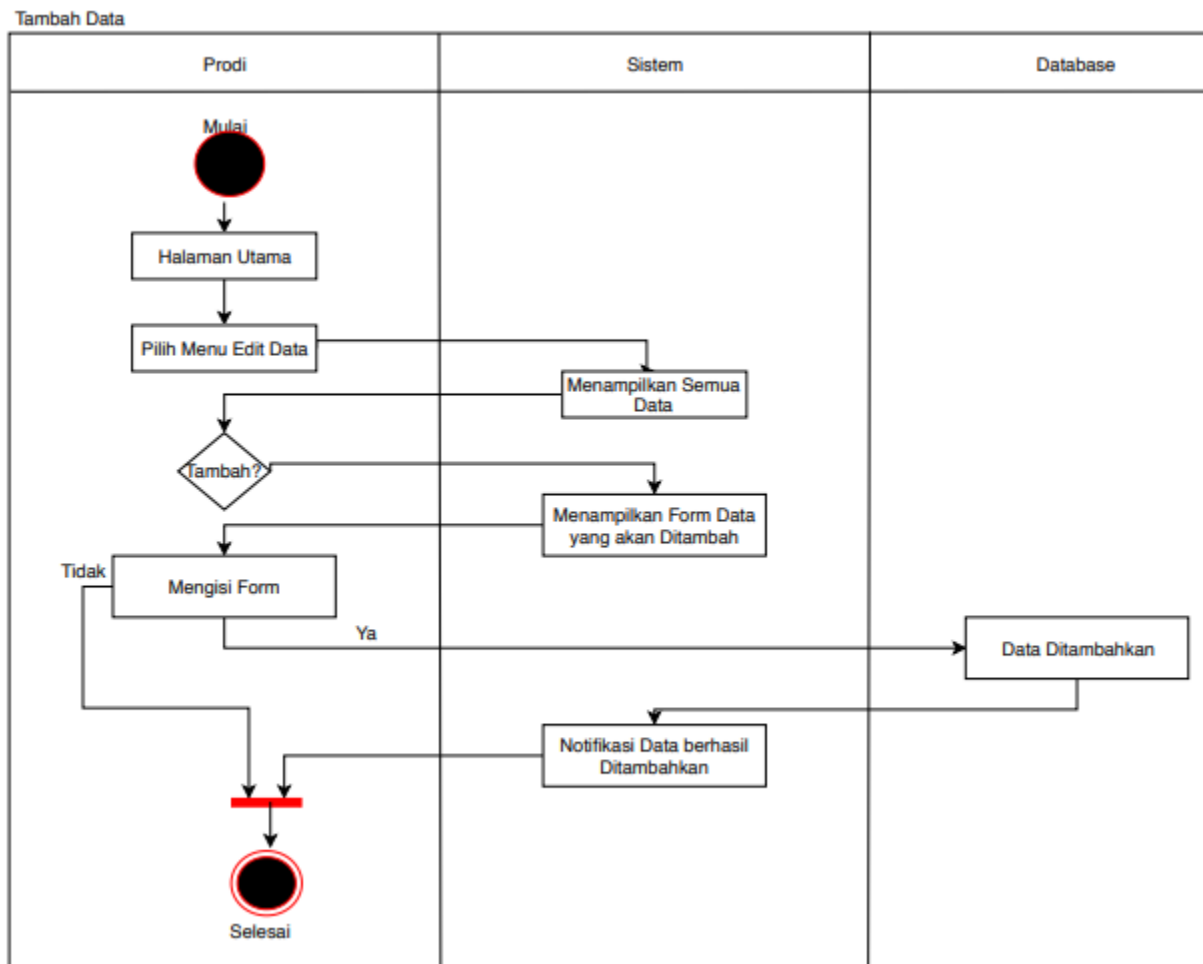 Tambah Data
Prodi
Sistem
Database
Mulai
Halaman Utama
Pilih Menu Edit Data
Menampilkan Semua
Data
Tambah?
Menampilkan Form Data
yang akan Ditambah
Tidak
Mengisi Form
Ya
Data Ditambahkan
Notifikasi Data berhasil
Ditambahkan
Selesai